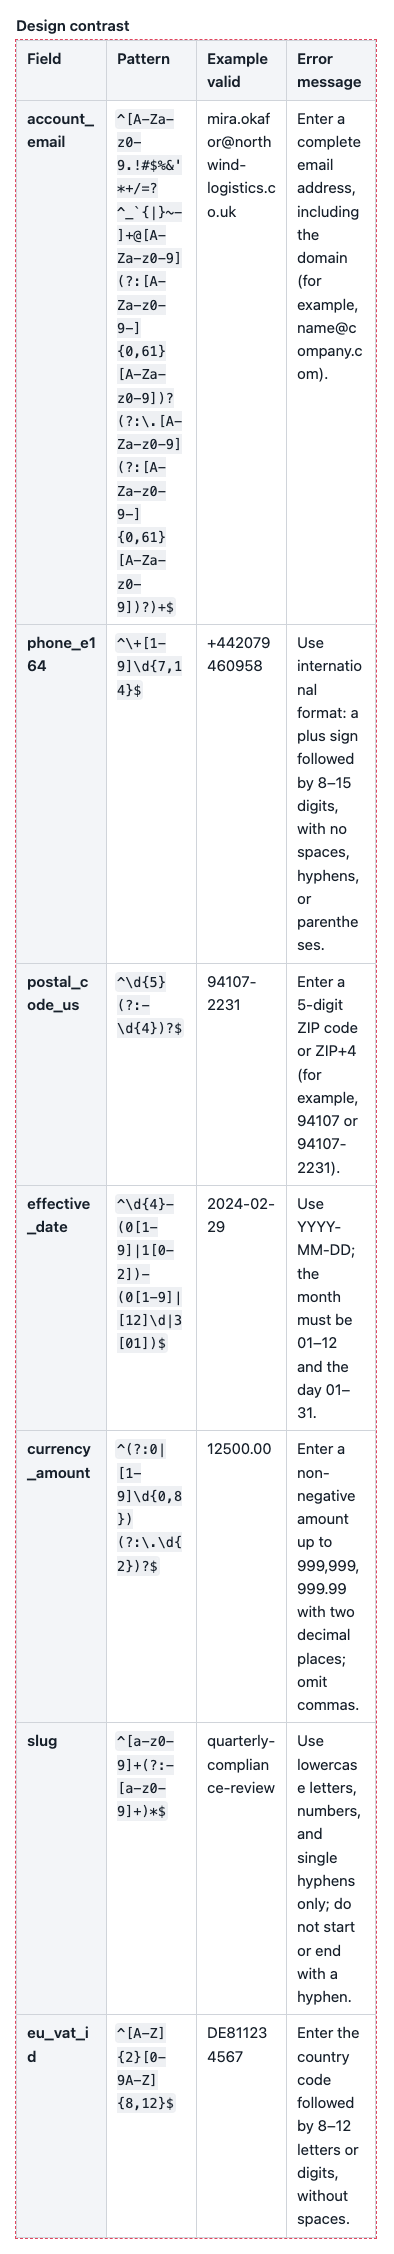 Design contrast
Field
Pattern
Example
valid
Error
message
account_
email
^[A-Za-
z0-
9.!#$%&'
*+/=?
^_`{|}~-
]+@[A-
Za-z0-9]
(?:[A-
Za-z0-
9-]
{0,61}
[A-Za-
z0-9])?
(?:\.[A-
Za-z0-9]
(?:[A-
Za-z0-
9-]
{0,61}
[A-Za-
z0-
9])?)+$
mira.okaf
or@north
wind-
logistics.c
o.uk
Enter a
complete
email
address,
including
the
domain
(for
example,
name@c
ompany.c
om).
phone_e1
64
^\+[1-
9]\d{7,1
4}$
+442079
460958
Use
internatio
nal
format: a
plus sign
followed
by 8–15
digits,
with no
spaces,
hyphens,
or
parenthe
ses.
postal_c
ode_us
^\d{5}
(?:-
\d{4})?$
94107-
2231
Enter a
5-digit
ZIP code
or ZIP+4
(for
example,
94107 or
94107-
2231).
effective
_date
^\d{4}-
(0[1-
9]|1[0-
2])-
(0[1-9]|
[12]\d|3
[01])$
2024-02-
29
Use
YYYY-
MM-DD;
the
month
must be
01–12
and the
day 01–
31.
currency
_amount
^(?:0|
[1-
9]\d{0,8
})
(?:\.\d{
2})?$
12500.00
Enter a
non-
negative
amount
up to
999,999,
999.99
with two
decimal
places;
omit
commas.
slug
^[a-z0-
9]+(?:-
[a-z0-
9]+)*$
quarterly-
complian
ce-review
Use
lowercas
e letters,
numbers,
and
single
hyphens
only; do
not start
or end
with a
hyphen.
eu_vat_i
d
^[A-Z]
{2}[0-
9A-Z]
{8,12}$
DE81123
4567
Enter the
country
code
followed
by 8–12
letters or
digits,
without
spaces.